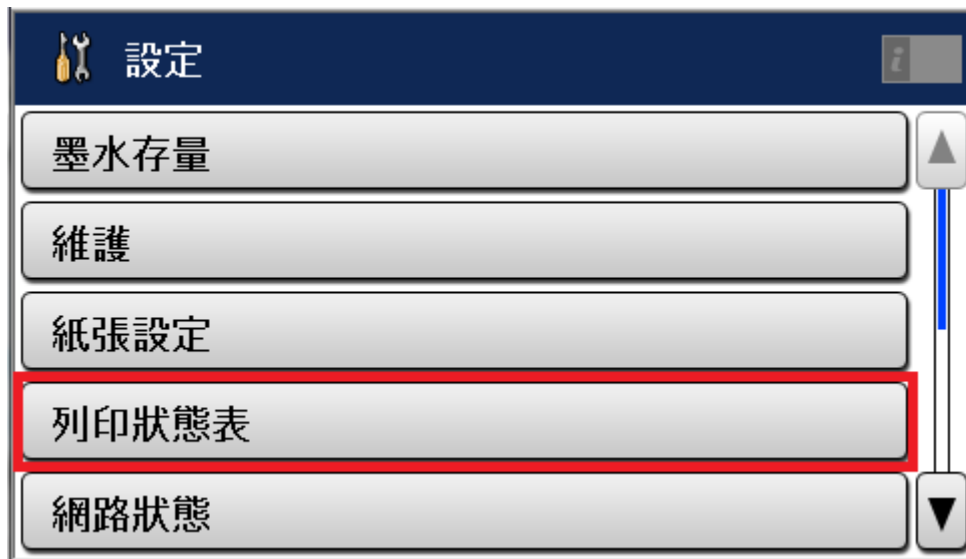 設定
i
墨水存量
維護
紙張設定
列印狀態表
網路狀態